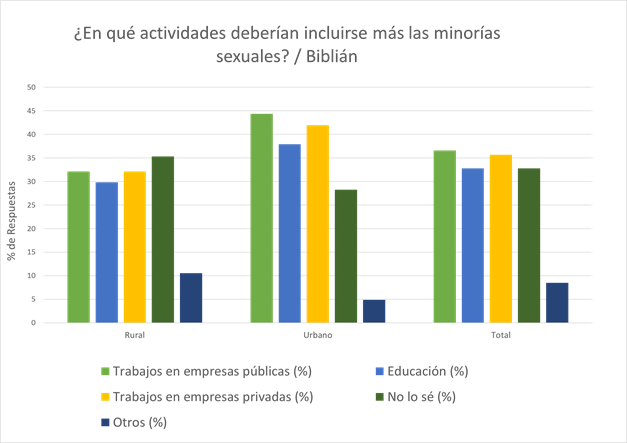 ¿En qué actividades deberían incluirse más las minorías
sexuales? / Biblián
50
45
40
35
30
25
20
15
10
5
0
% de Respuestas
Rural Urbano Total
Trabajos en empresas públicas (%) Educación (%)
Trabajos en empresas privadas (%) No lo sé (%)
Otros (%)